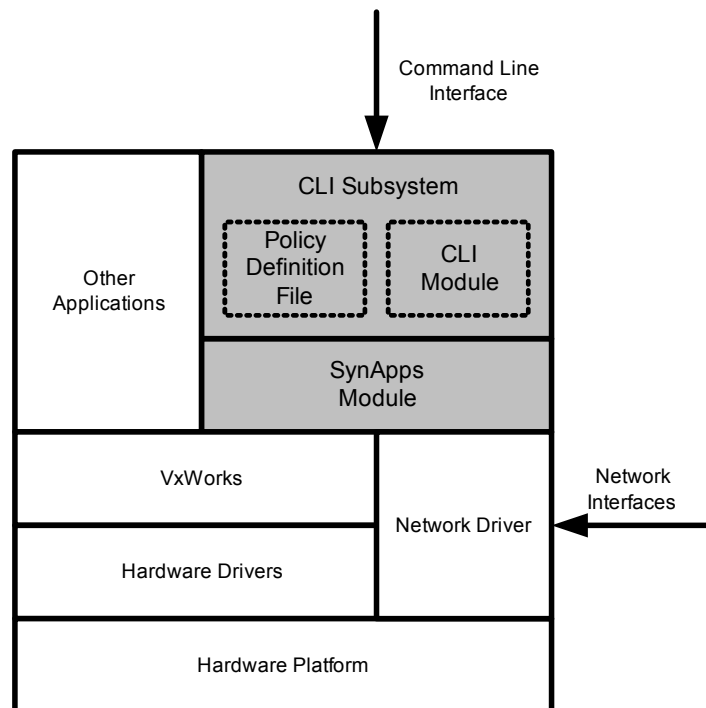 Command Line
Interface
CLI Subsystem
Policy
Definition
File
CLI
Module
Other
Applications
SynApps
Module
VxWorks
Network Driver
Network
Interfaces
Hardware Drivers
Hardware Platform